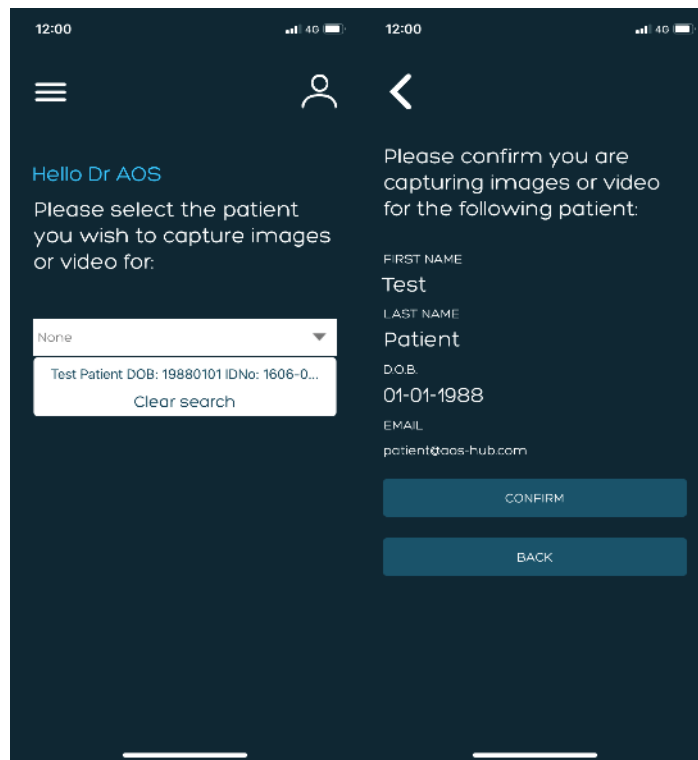 12:00
4G
Hello Dr AOS
Please select the patient
you wish to capture images
or video for:
None
Test Patient DOB: 19880101 IDNo: 1606-0...
Clear search
12:00
4G
Please confirm you are
capturing images or video
for the following patient:
FIRST NAME
Test
LAST NAME
Patient
D.O.B.
01-01-1988
EMAIL
patient@aos-hub.com
CONFIRM
BACK